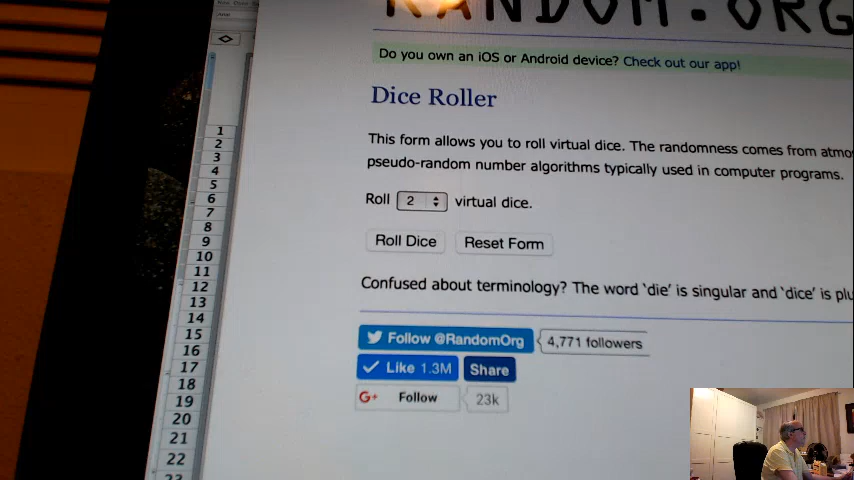 RANDOM.ORG
Do you own an iOS or Android device? Check out our app!
Dice Roller
This form allows you to roll virtual dice. The randomness comes from atmo
pseudo-random number algorithms typically used in computer programs.
Roll 2 virtual dice.
Roll Dice Reset Form
Confused about terminology? The word 'die' is singular and 'dice' is plu
Follow @RandomOrg 4,771 followers
Like 1.3M Share
G+ Follow 23k
1
2
3
4
5
6
7
8
9
10
11
12
13
14
15
16
17
18
19
20
21
22
23